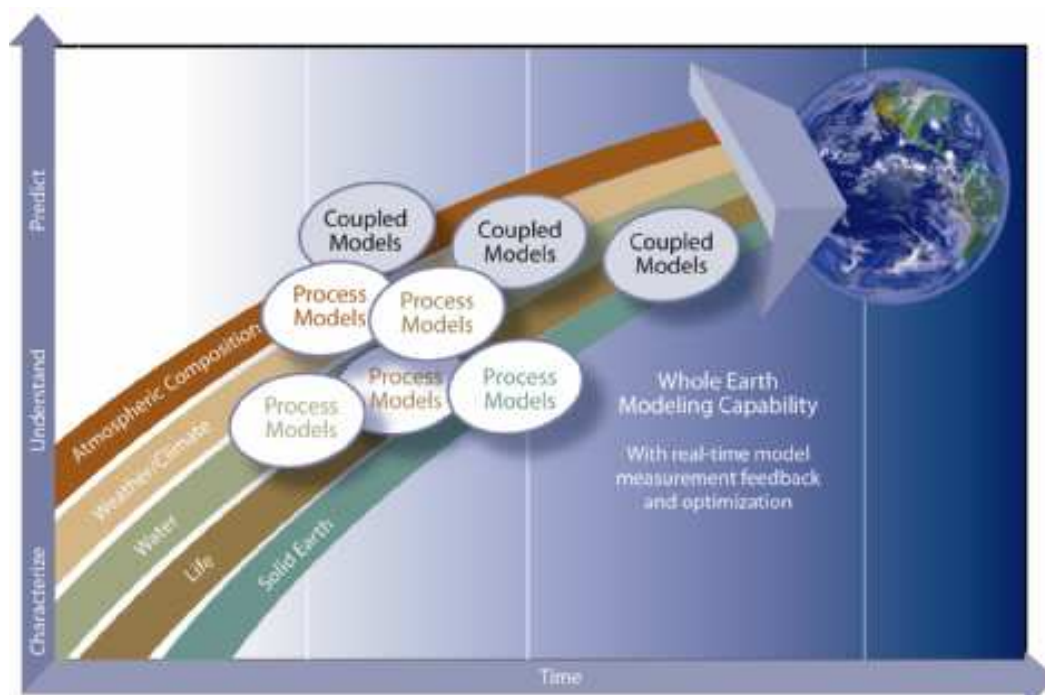 Predict
Understand
Characterize
Coupled
Models
Coupled
Models
Coupled
Models
Process
Models
Process
Models
Process
Models
Process
Models
Process
Models
Atmospheric Composition
Weather/Climate
Water
Life
Solid Earth
Whole Earth
Modeling Capability
With real-time model
measurement feedback
and optimization
Time